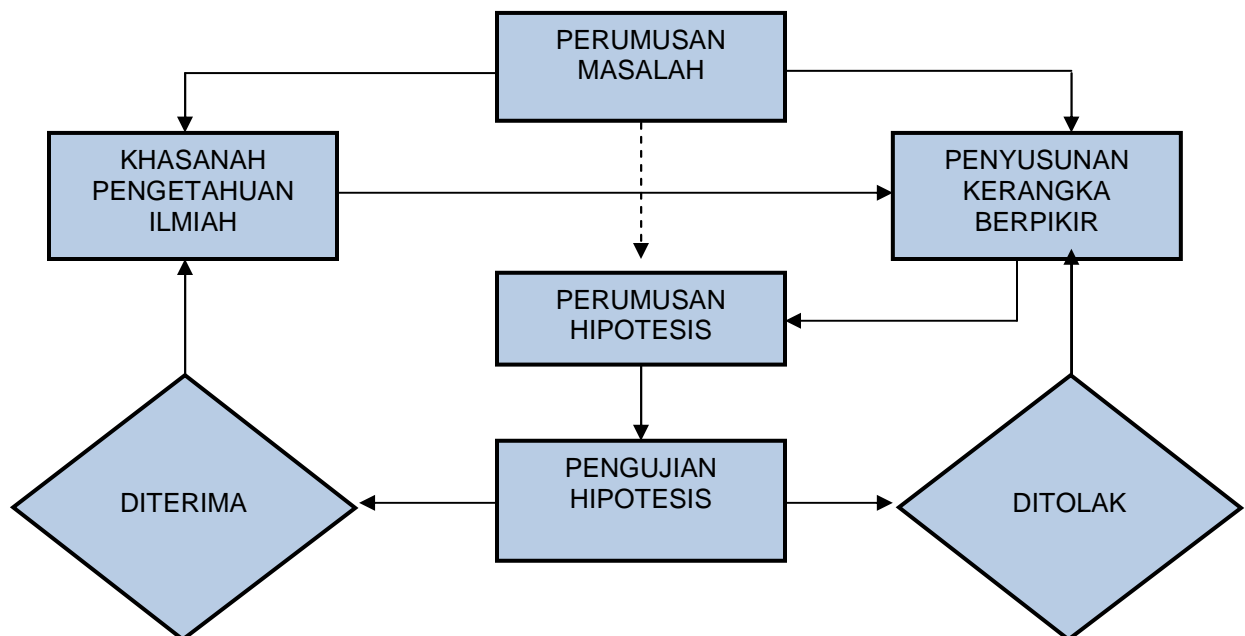 PERUMUSAN
MASALAH
KHASANAH
PENGETAHUAN
ILMIAH
PENYUSUNAN
KERANGKA
BERPIKIR
PERUMUSAN
HIPOTESIS
PENGUJIAN
HIPOTESIS
DITERIMA
DITOLAK